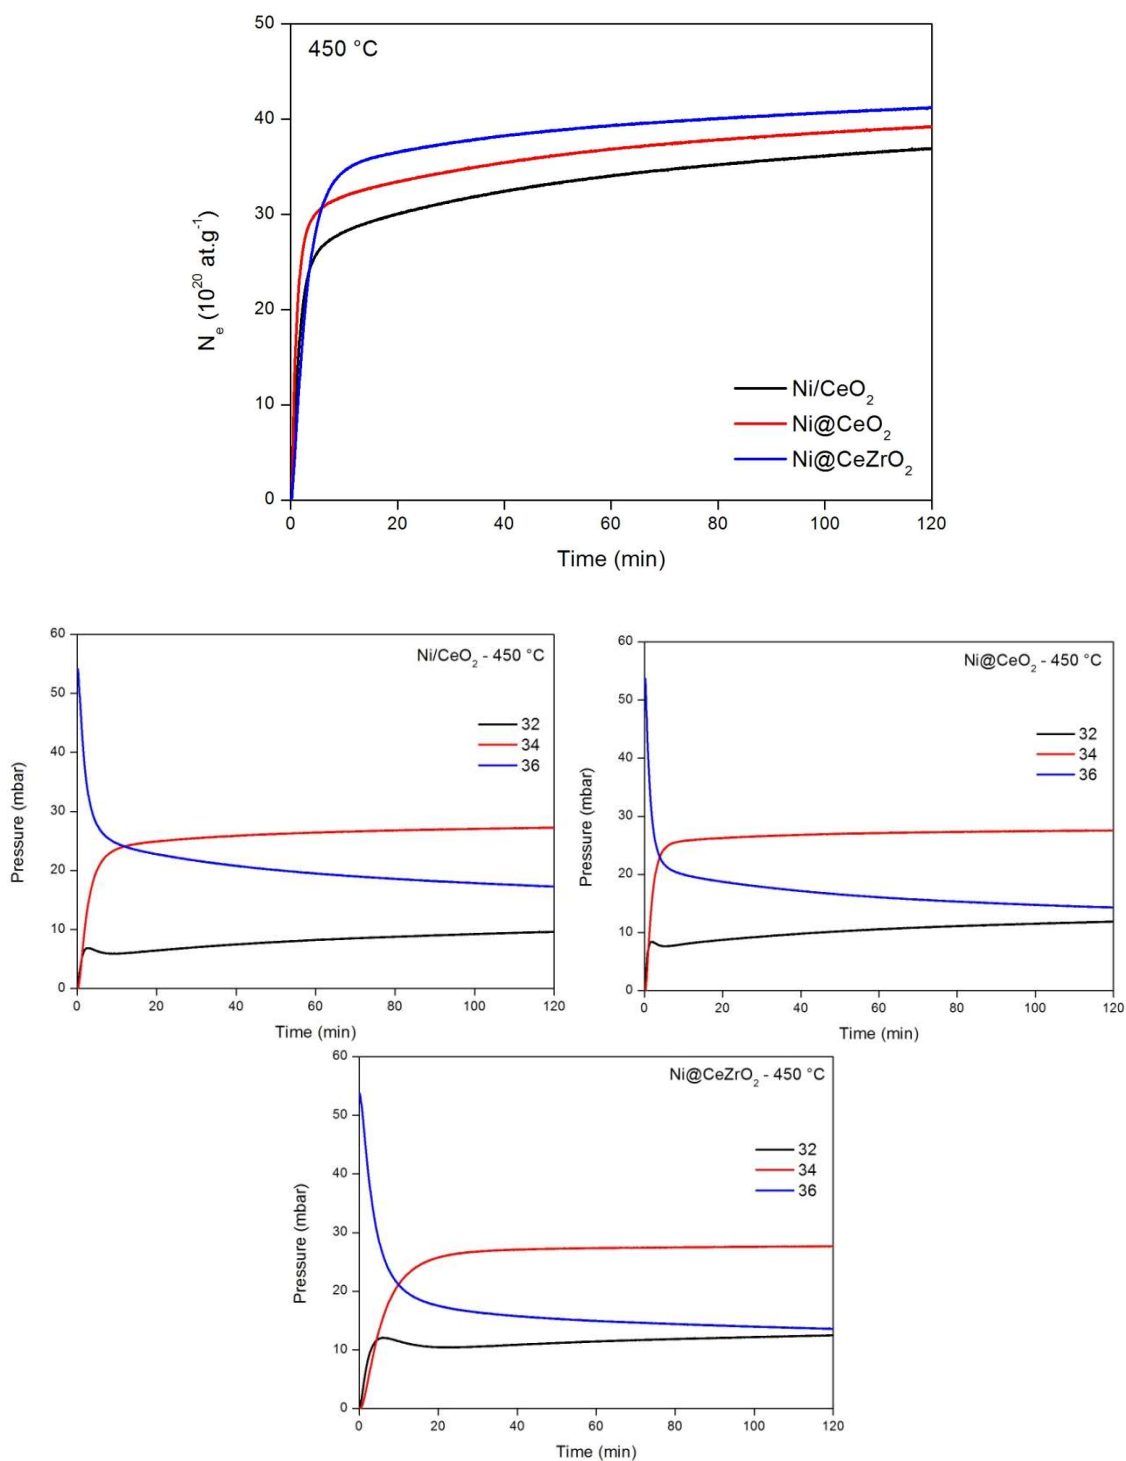 50
450 °C
40
30
20
10
0
Nₑ (10²⁰ at.g⁻¹)
Ni/CeO₂
Ni@CeO₂
Ni@CeZrO₂
0 20 40 60 80 100 120
Time (min)
60
50
40
30
20
10
0
Pressure (mbar)
Ni/CeO₂ - 450 °C
32
34
36
0 20 40 60 80 100 120
Time (min)
60
50
40
30
20
10
0
Pressure (mbar)
Ni@CeO₂ - 450 °C
32
34
36
0 20 40 60 80 100 120
Time (min)
60
50
40
30
20
10
0
Pressure (mbar)
Ni@CeZrO₂ - 450 °C
32
34
36
0 20 40 60 80 100 120
Time (min)